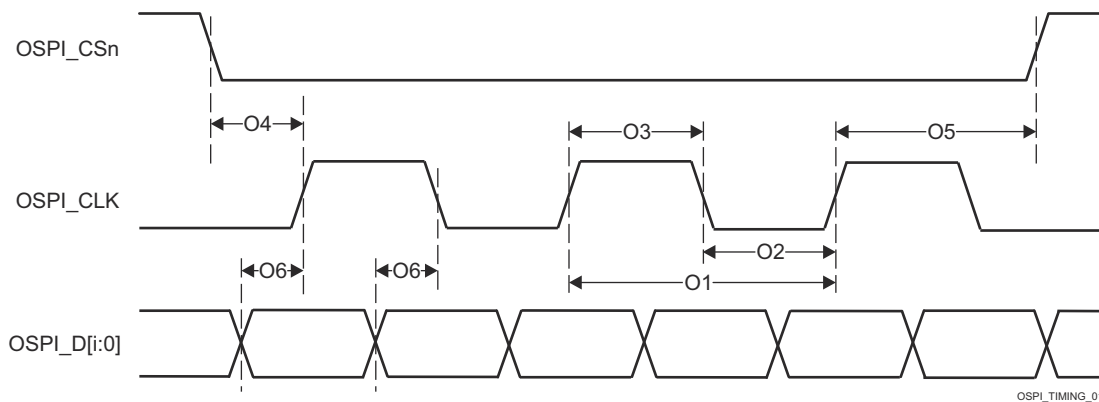 OSPI_CSn
O4
O3
O5
OSPI_CLK
O2
O6
O6
O1
OSPI_D[i:0]
OSPI_TIMING_0